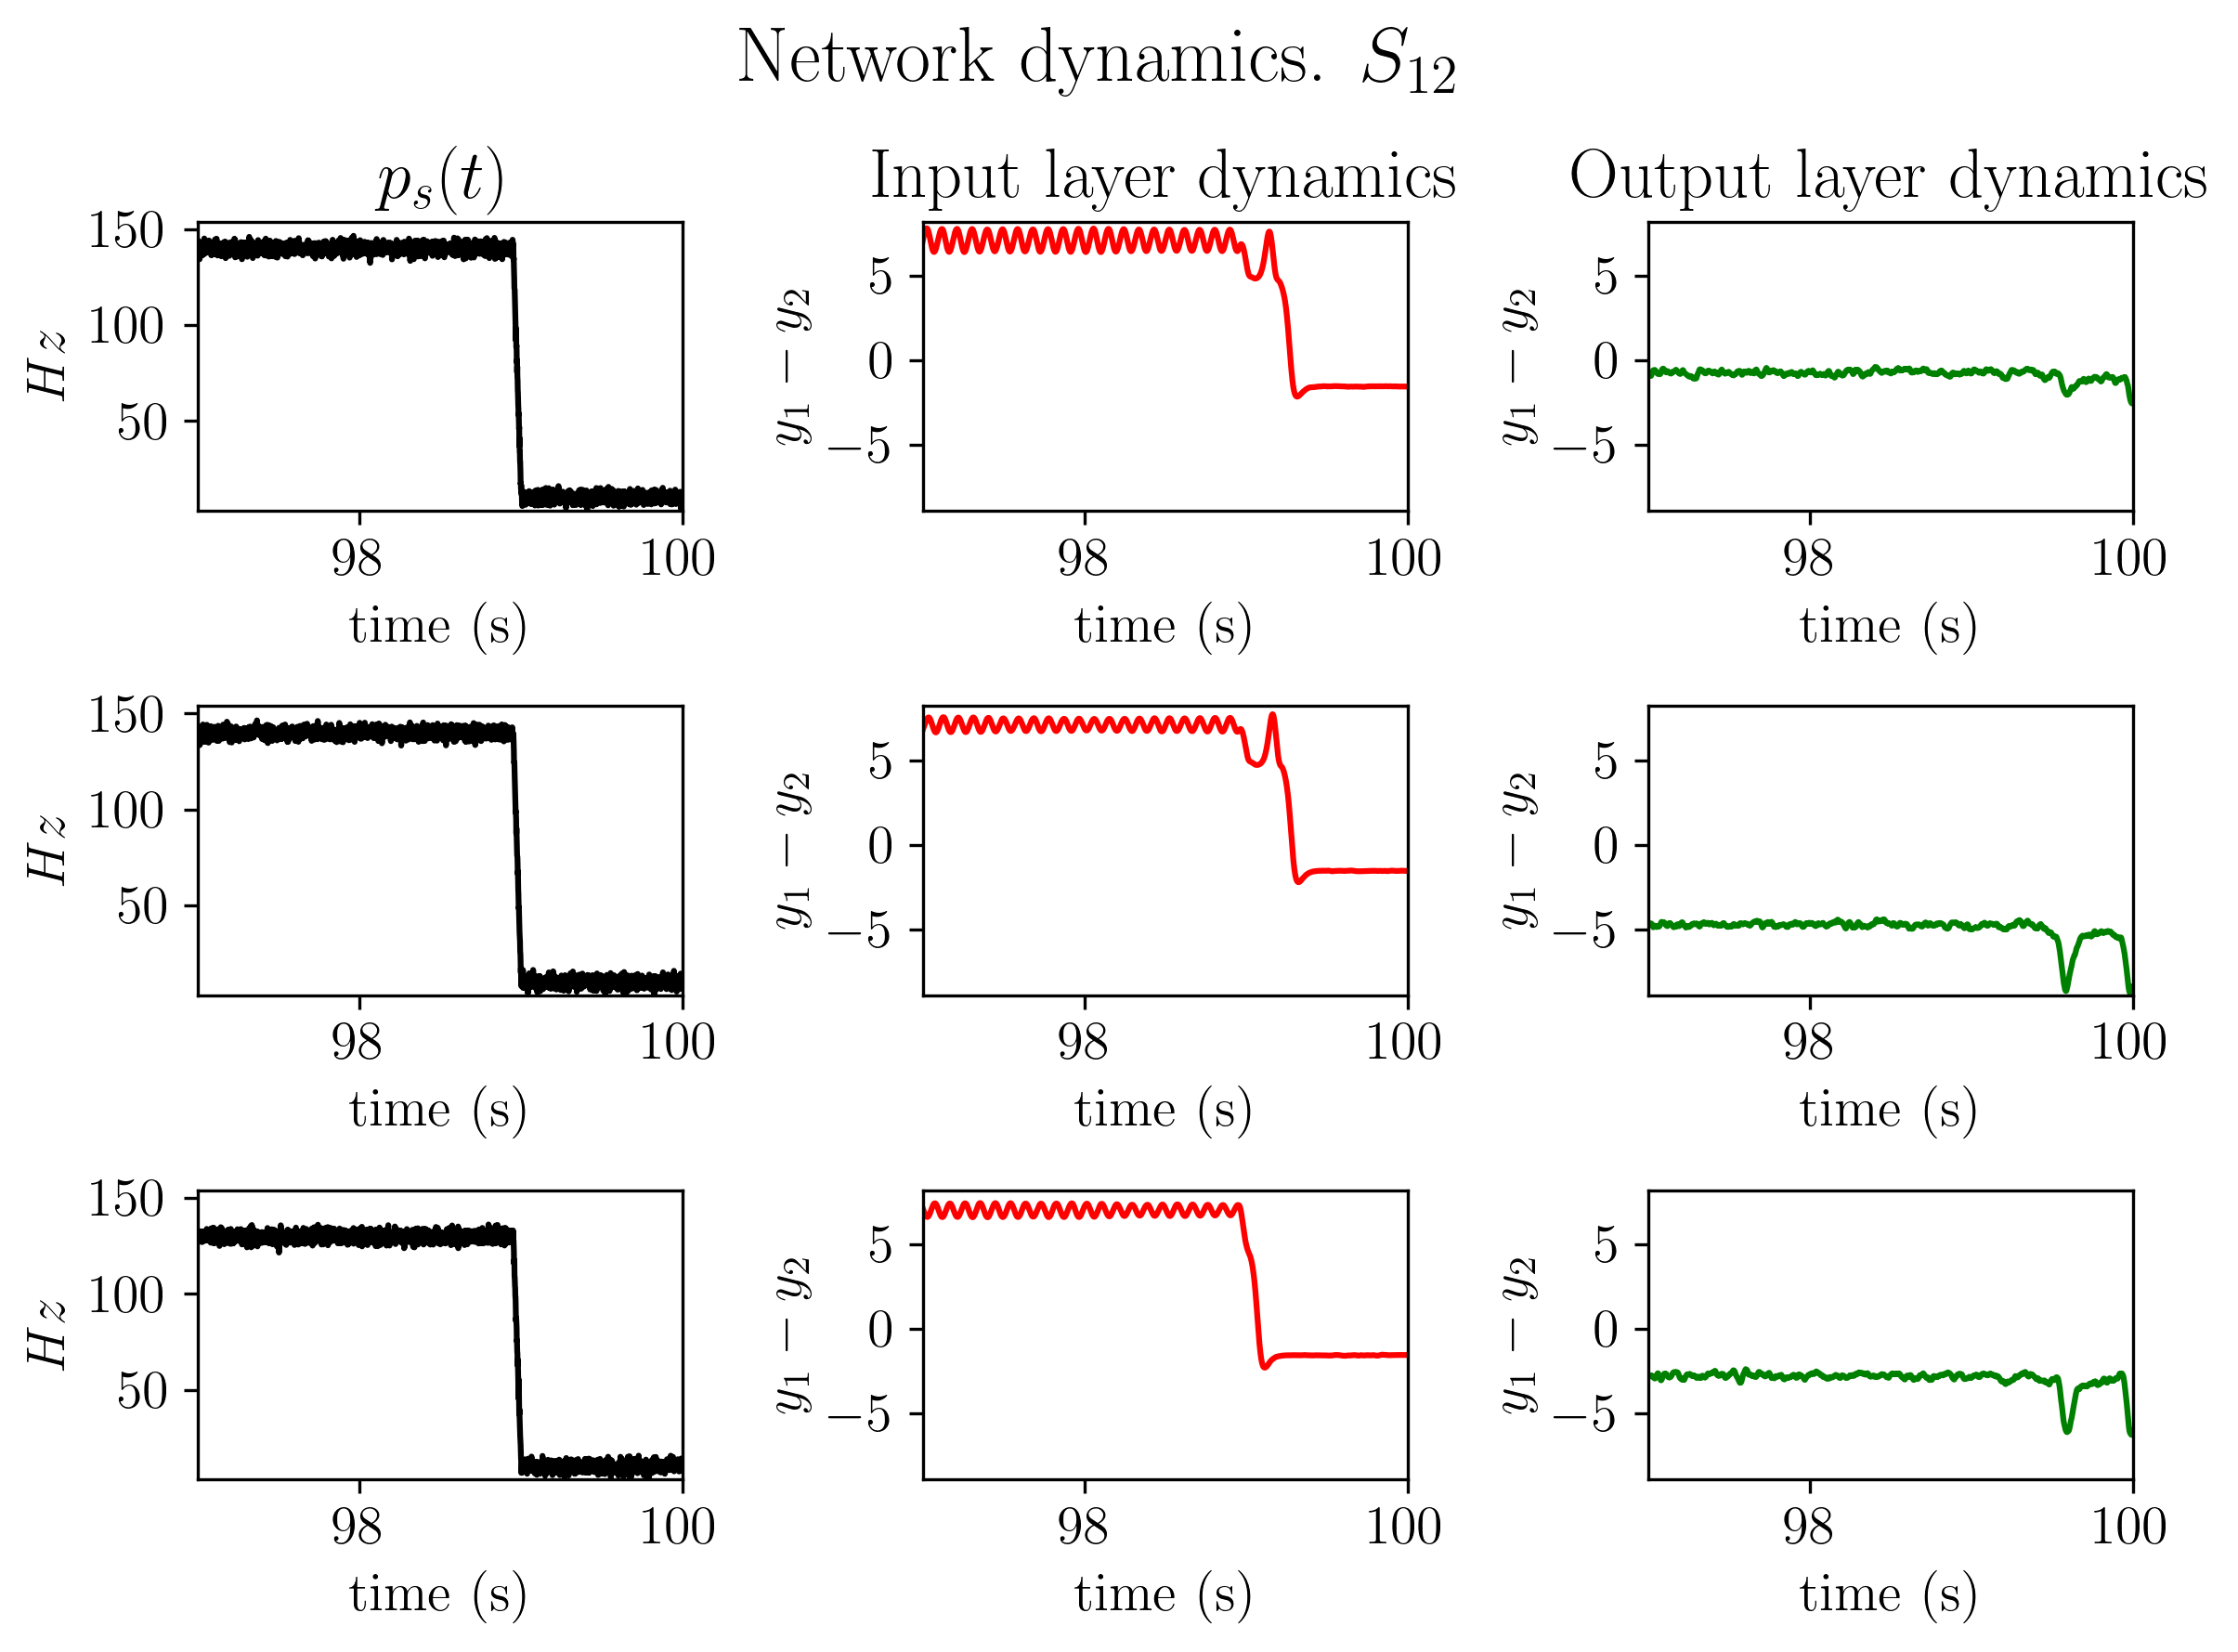 Network dynamics. S₁₂
pₛ(t)
Input layer dynamics
Output layer dynamics
Hz
150
100
50
98
100
time (s)
y₁ − y₂
5
0
−5
98
100
time (s)
y₁ − y₂
5
0
−5
98
100
time (s)
Hz
150
100
50
98
100
time (s)
y₁ − y₂
5
0
−5
98
100
time (s)
y₁ − y₂
5
0
−5
98
100
time (s)
Hz
150
100
50
98
100
time (s)
y₁ − y₂
5
0
−5
98
100
time (s)
y₁ − y₂
5
0
−5
98
100
time (s)